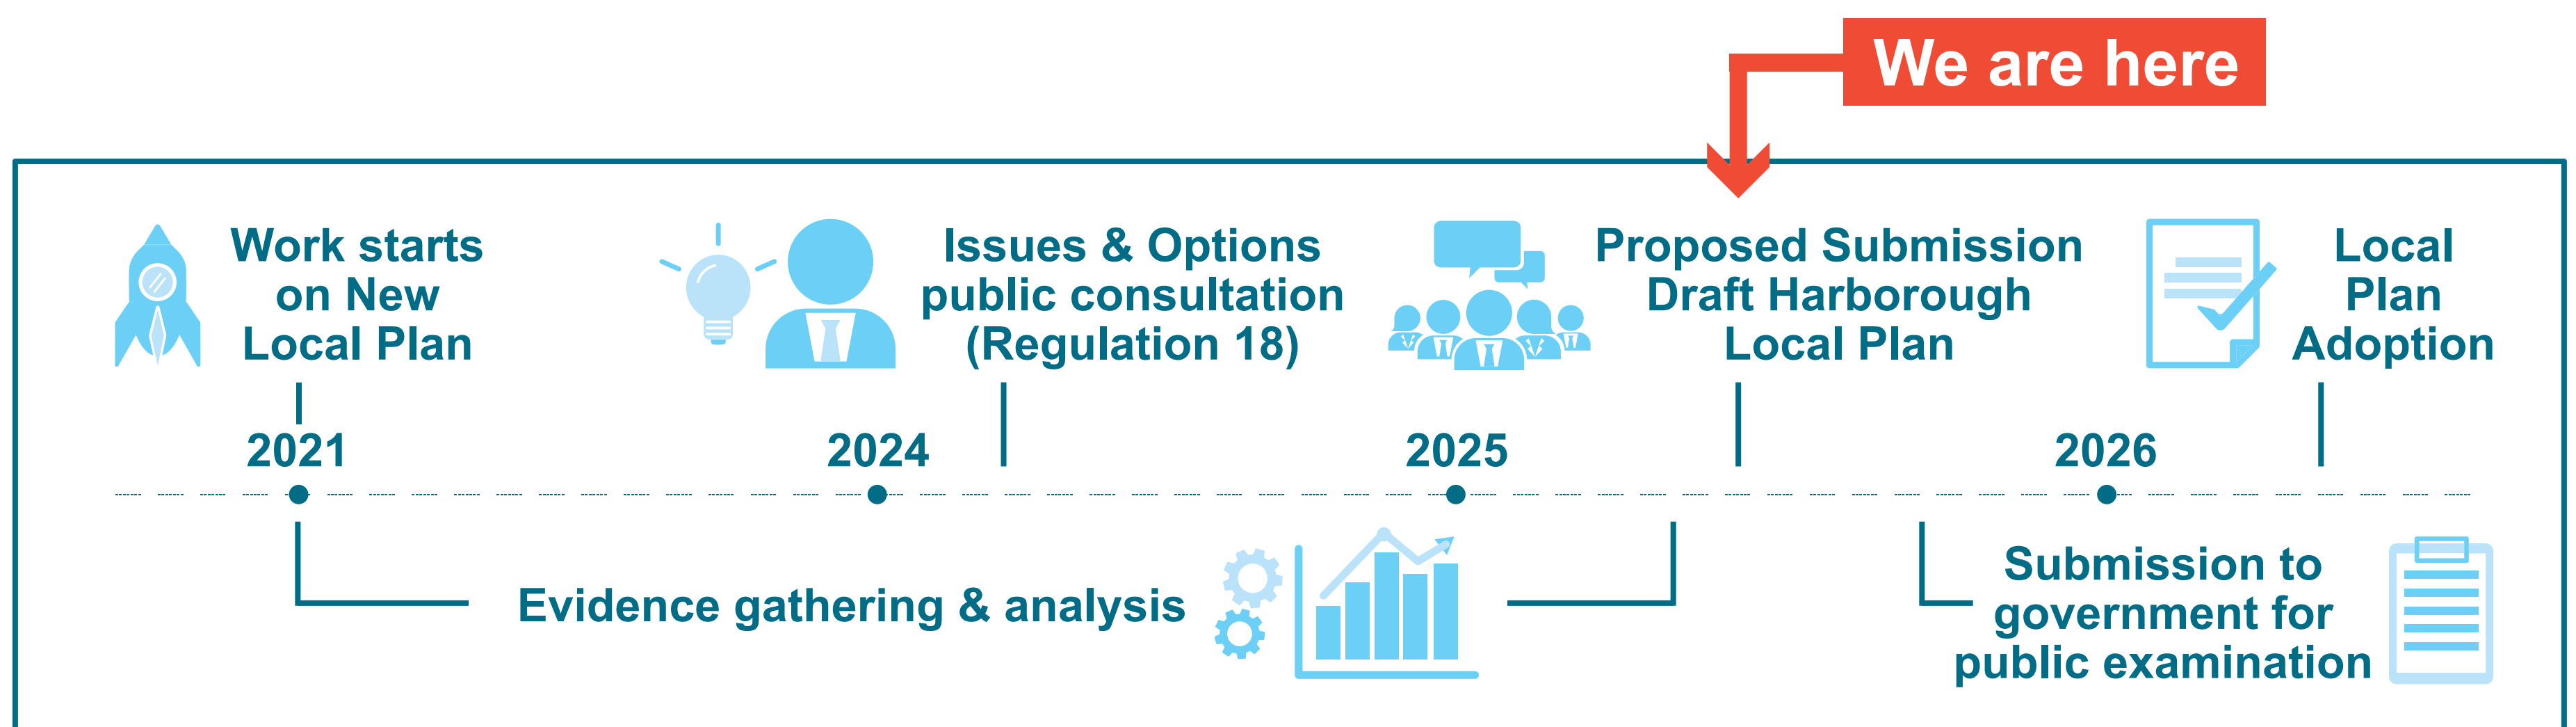 We are here
Work starts
on New
Local Plan
Issues & Options
public consultation
(Regulation 18)
Proposed Submission
Draft Harborough
Local Plan
Local
Plan
Adoption
2021
2024
2025
2026
Evidence gathering & analysis
Submission to
government for
public examination